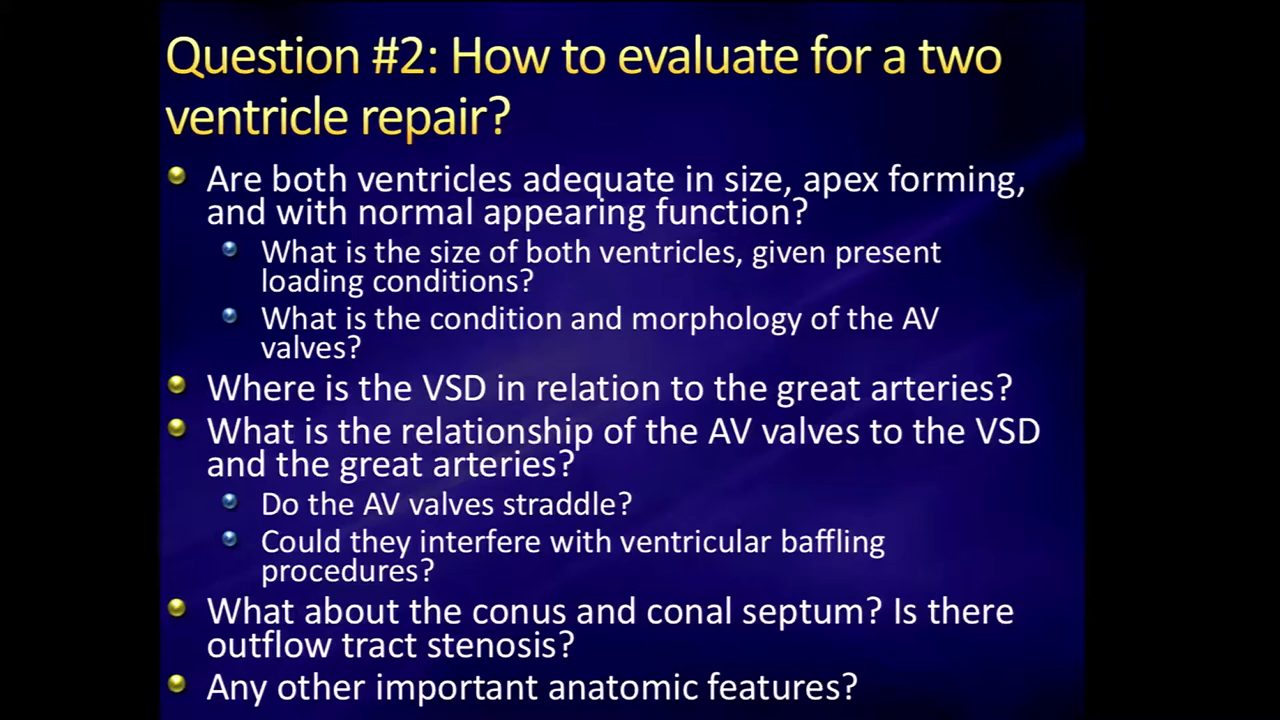 Question #2: How to evaluate for a two
ventricle repair?
Are both ventricles adequate in size, apex forming,
and with normal appearing function?
What is the size of both ventricles, given present
loading conditions?
What is the condition and morphology of the AV
valves?
Where is the VSD in relation to the great arteries?
What is the relationship of the AV valves to the VSD
and the great arteries?
Do the AV valves straddle?
Could they interfere with ventricular baffling
procedures?
What about the conus and conal septum? Is there
outflow tract stenosis?
Any other important anatomic features?